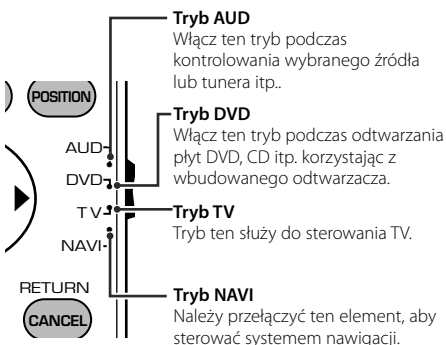 Tryb AUD
Włącz ten tryb podczas
kontrolowania wybranego źródła
lub tunera itp..
POSITION
Tryb DVD
Włącz ten tryb podczas odtwarzania
płyt DVD, CD itp. korzystając z
wbudowanego odtwarzacza.
AUD
DVD
TV
NAVI
Tryb TV
Tryb ten służy do sterowania TV.
RETURN
CANCEL
Tryb NAVI
Należy przełączyć ten element, aby
sterować systemem nawigacji.